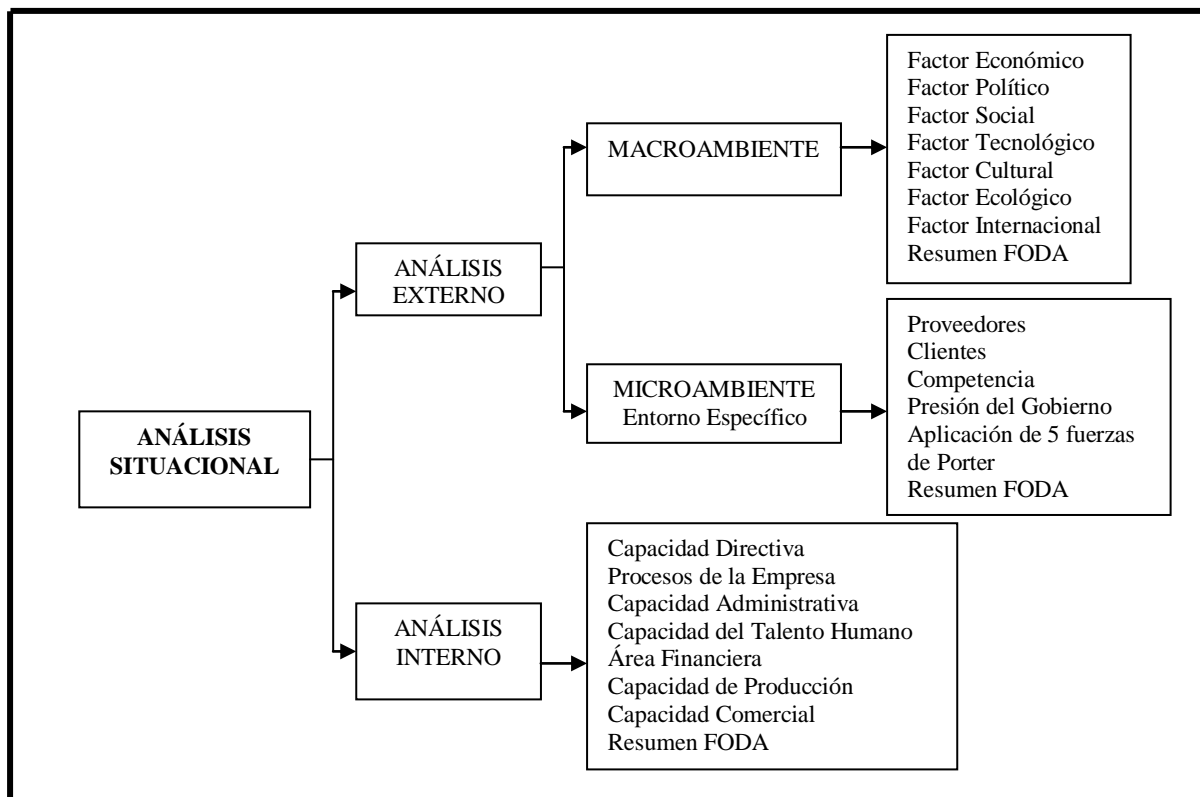 Factor Económico
Factor Político
Factor Social
Factor Tecnológico
Factor Cultural
Factor Ecológico
Factor Internacional
Resumen FODA
MACROAMBIENTE
ANÁLISIS
EXTERNO
Proveedores
Clientes
Competencia
Presión del Gobierno
Aplicación de 5 fuerzas
de Porter
Resumen FODA
MICROAMBIENTE
Entorno Específico
ANÁLISIS
SITUACIONAL
Capacidad Directiva
Procesos de la Empresa
Capacidad Administrativa
Capacidad del Talento Humano
Área Financiera
Capacidad de Producción
Capacidad Comercial
Resumen FODA
ANÁLISIS
INTERNO